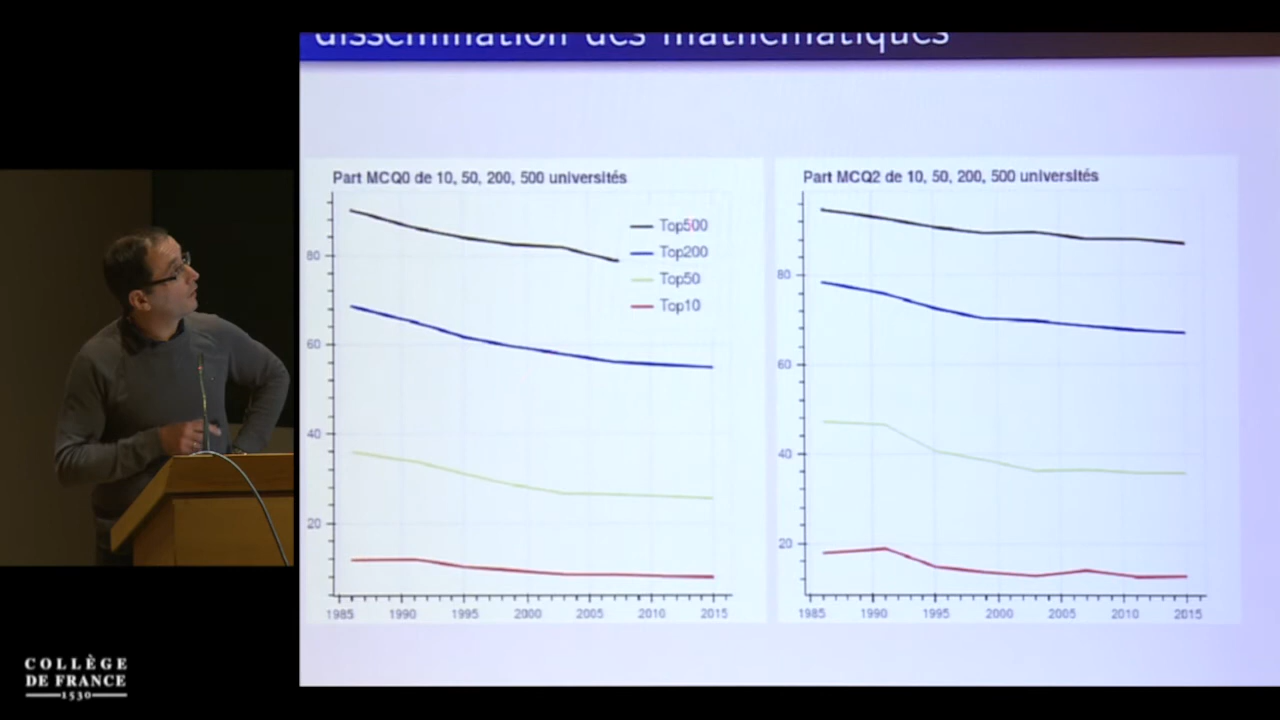 dissemination des mathématiques
Part MCQ0 de 10, 50, 200, 500 universités
Top500
Top200
Top50
Top10
80
60
40
20
1985 1990 1995 2000 2005 2010 2015
Part MCQ2 de 10, 50, 200, 500 universités
80
60
40
20
1985 1990 1995 2000 2005 2010 2015
COLLÈGE
DE FRANCE
1530